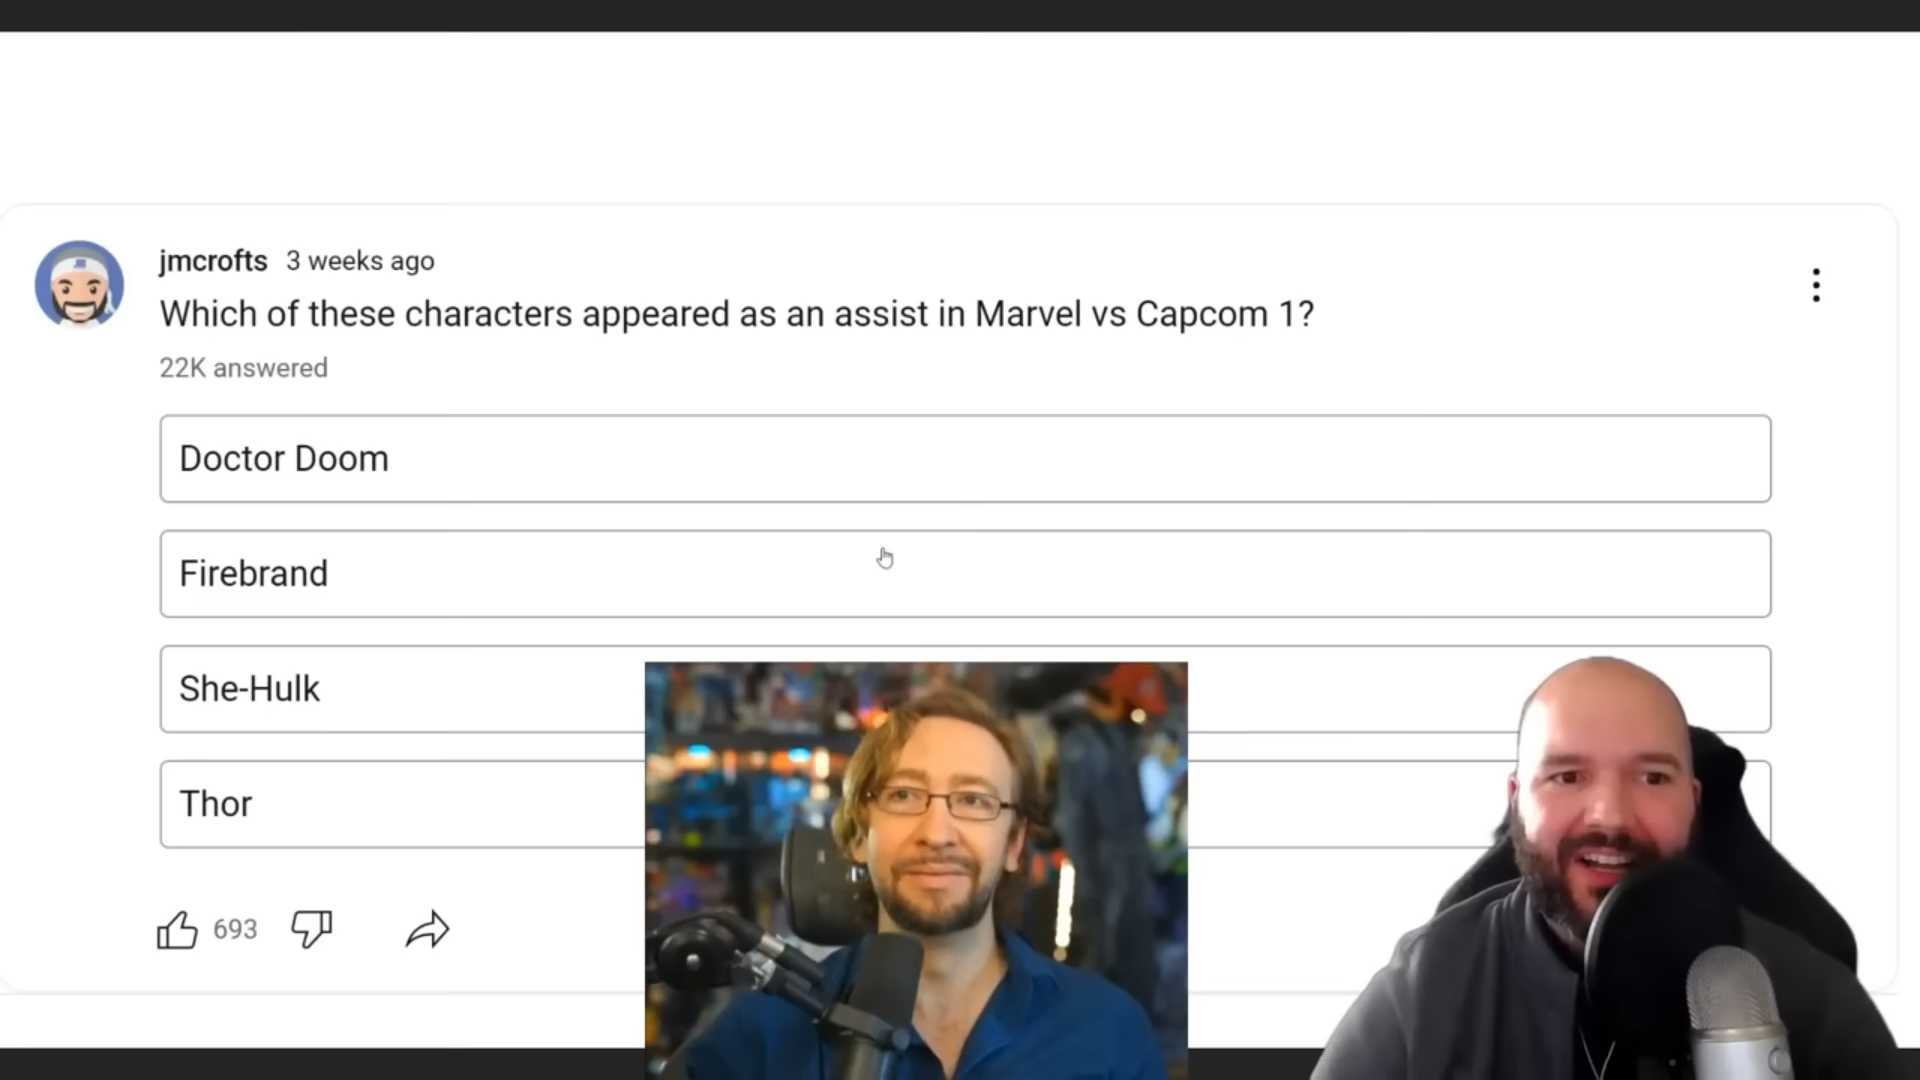 jmcrofts 3 weeks ago
Which of these characters appeared as an assist in Marvel vs Capcom 1?
22K answered
Doctor Doom
Firebrand
She-Hulk
Thor
693